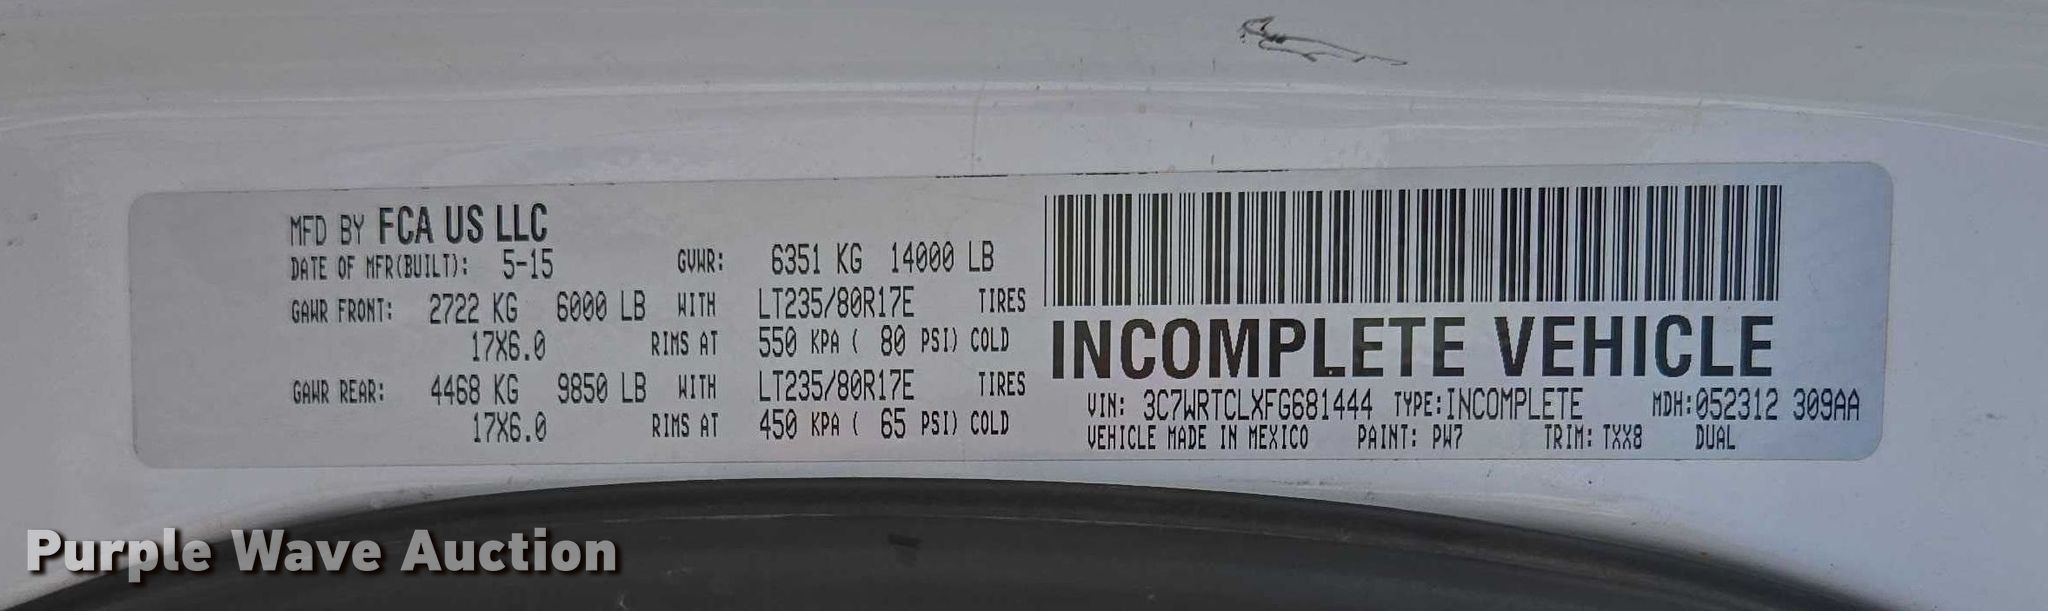 MFD BY FCA US LLC
DATE OF MFR(BUILT): 5-15 GVWR: 6351 KG 14000 LB
GAWR FRONT: 2722 KG 6000 LB WITH LT235/80R17E TIRES
17X6.0 RIMS AT 550 KPA ( 80 PSI) COLD
GAWR REAR: 4468 KG 9850 LB WITH LT235/80R17E TIRES
17X6.0 RIMS AT 450 KPA ( 65 PSI) COLD
INCOMPLETE VEHICLE
VIN: 3C7WRTCLXFG681444 TYPE:INCOMPLETE MDH:052312 309AA
VEHICLE MADE IN MEXICO PAINT: PW7 TRIM: TXX8 DUAL
Purple Wave Auction